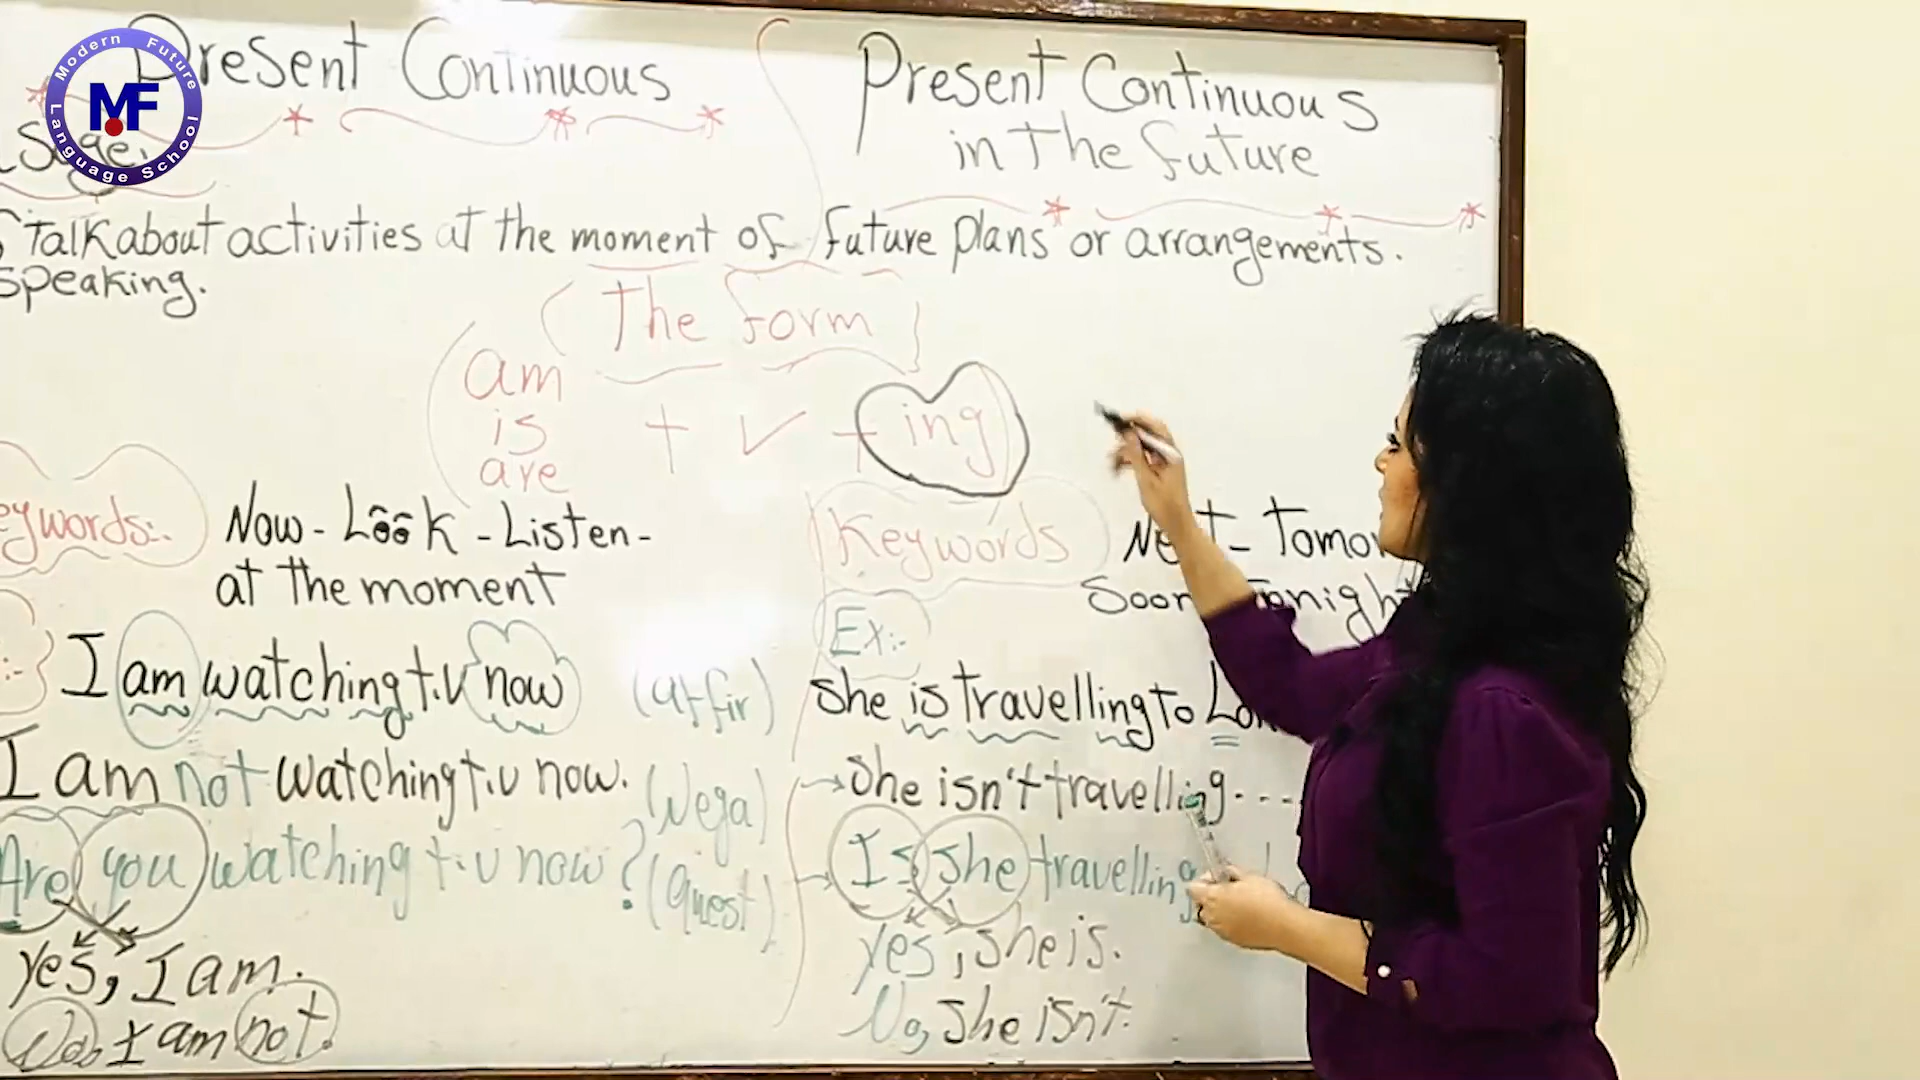 Modern Future
MF
Language School
Present Continuous
talk about activities at the moment of
speaking.
Present Continuous
in The future
future plans or arrangements.
The form
am
is
are
+ V + ing
eywords:
Now - Look - Listen -
at the moment
I am watching t.v now (affir)
I am not watching t.v now. (Nega)
Are you watching t.v now? (Quest)
yes, I am.
No, I am not.
Keywords
Next - Tomo
Soon Tonight
Ex:-
She is travelling to Lon
She isn't travelling ....
Is she travelling
yes, she is.
No, she isn't.